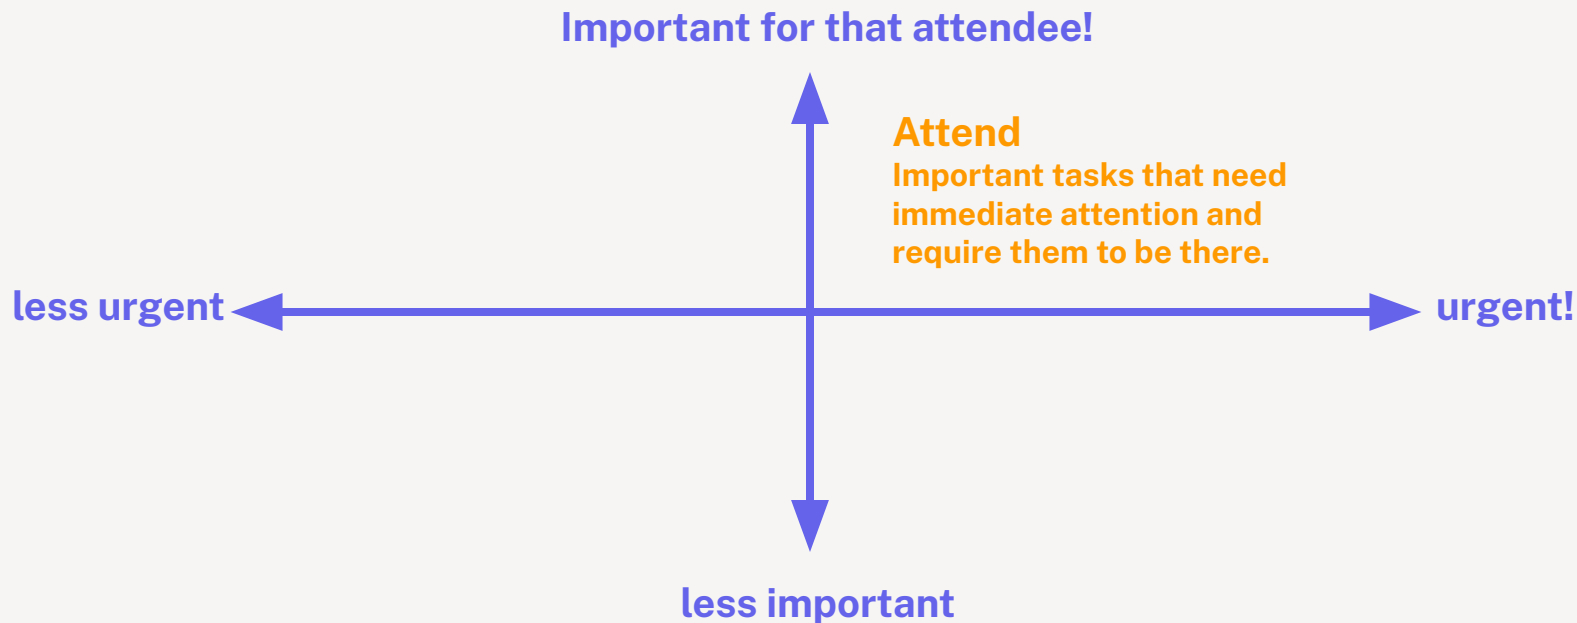 Important for that attendee!
Attend
Important tasks that need
immediate attention and
require them to be there.
less urgent
urgent!
less important